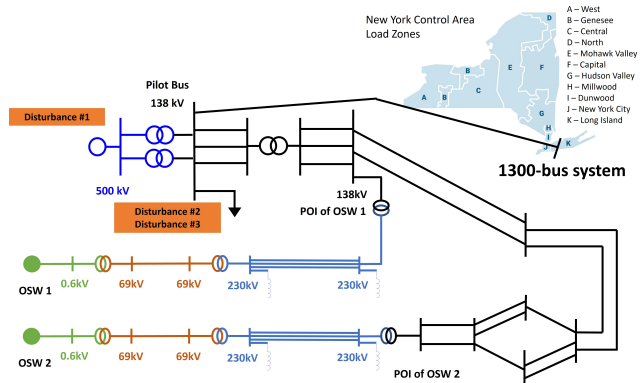 New York Control Area
Load Zones
A – West
B – Genesee
C – Central
D – North
E – Mohawk Valley
F – Capital
G – Hudson Valley
H – Millwood
I – Dunwood
J – New York City
K – Long Island
D
B
E
F
A
B
C
G
H
I
J
K
1300-bus system
Pilot Bus
138 kV
Disturbance #1
500 kV
Disturbance #2
Disturbance #3
138kV
POI of OSW 1
OSW 1
0.6kV
69kV
69kV
230kV
230kV
OSW 2
0.6kV
69kV
69kV
230kV
230kV
POI of OSW 2